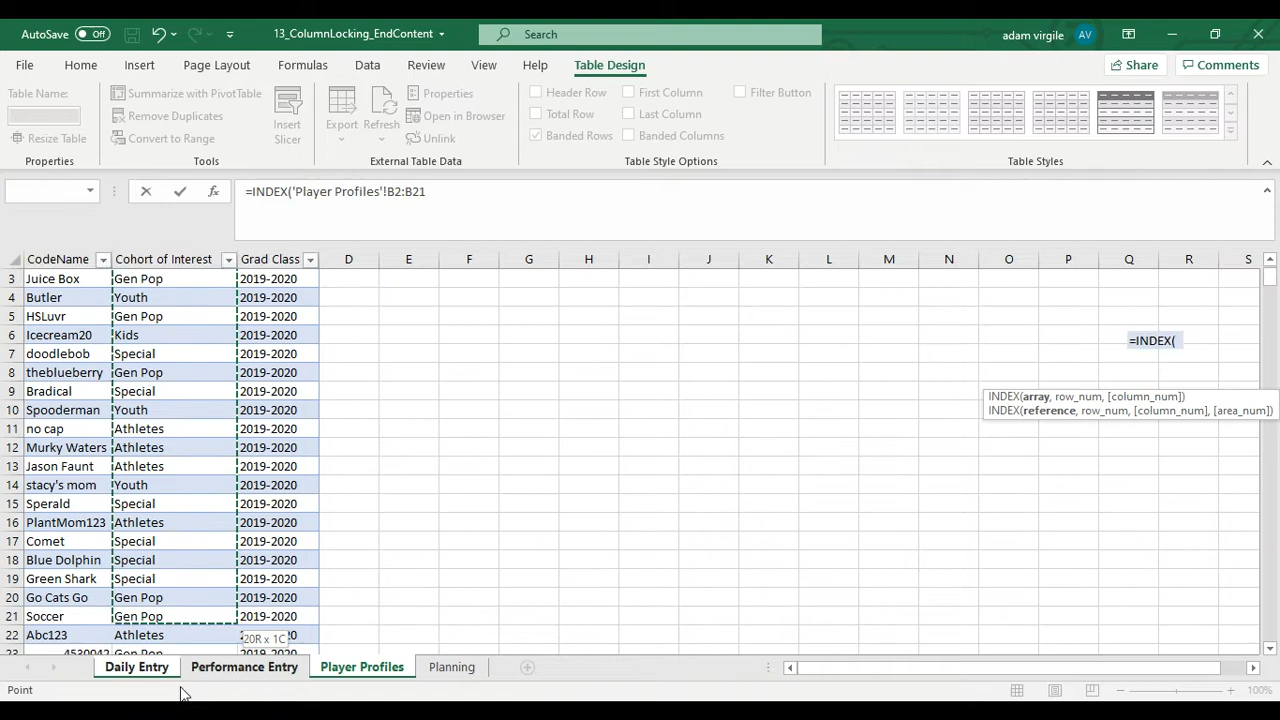 AutoSave Off 13_ColumnLocking_EndContent Search adam virgile AV
File Home Insert Page Layout Formulas Data Review View Help Table Design Share Comments
Table Name:
Resize Table
Properties
Summarize with PivotTable
Remove Duplicates
Convert to Range
Tools
Insert Slicer
Export Refresh
Properties
Open in Browser
Unlink
External Table Data
Header Row First Column Filter Button
Total Row Last Column
Banded Rows Banded Columns
Table Style Options
Table Styles
=INDEX('Player Profiles'!B2:B21
CodeName Cohort of Interest Grad Class D E F G H I J K L M N O P Q R S
3 Juice Box Gen Pop 2019-2020
4 Butler Youth 2019-2020
5 HSLuvr Gen Pop 2019-2020
6 Icecream20 Kids 2019-2020 =INDEX(
7 doodlebob Special 2019-2020
8 theblueberry Gen Pop 2019-2020
9 Bradical Special 2019-2020 INDEX(array, row_num, [column_num])
10 Spooderman Youth 2019-2020 INDEX(reference, row_num, [column_num], [area_num])
11 no cap Athletes 2019-2020
12 Murky Waters Athletes 2019-2020
13 Jason Faunt Athletes 2019-2020
14 stacy's mom Youth 2019-2020
15 Sperald Special 2019-2020
16 PlantMom123 Athletes 2019-2020
17 Comet Special 2019-2020
18 Blue Dolphin Special 2019-2020
19 Green Shark Special 2019-2020
20 Go Cats Go Gen Pop 2019-2020
21 Soccer Gen Pop 2019-2020
22 Abc123 Athletes
20R x 1C
23 4530042 Gen Pop
Daily Entry Performance Entry Player Profiles Planning
Point 100%